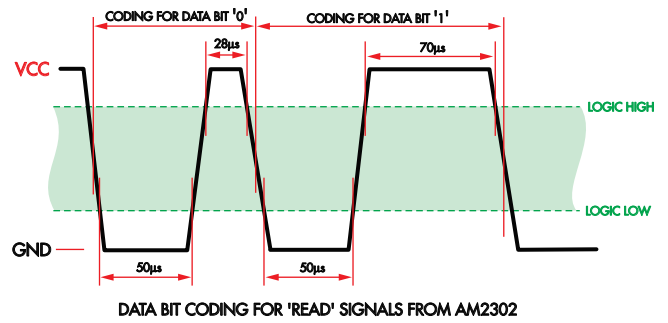 CODING FOR DATA BIT '0'
CODING FOR DATA BIT '1'
28µs
70µs
VCC
LOGIC HIGH
LOGIC LOW
GND
50µs
50µs
DATA BIT CODING FOR 'READ' SIGNALS FROM AM2302